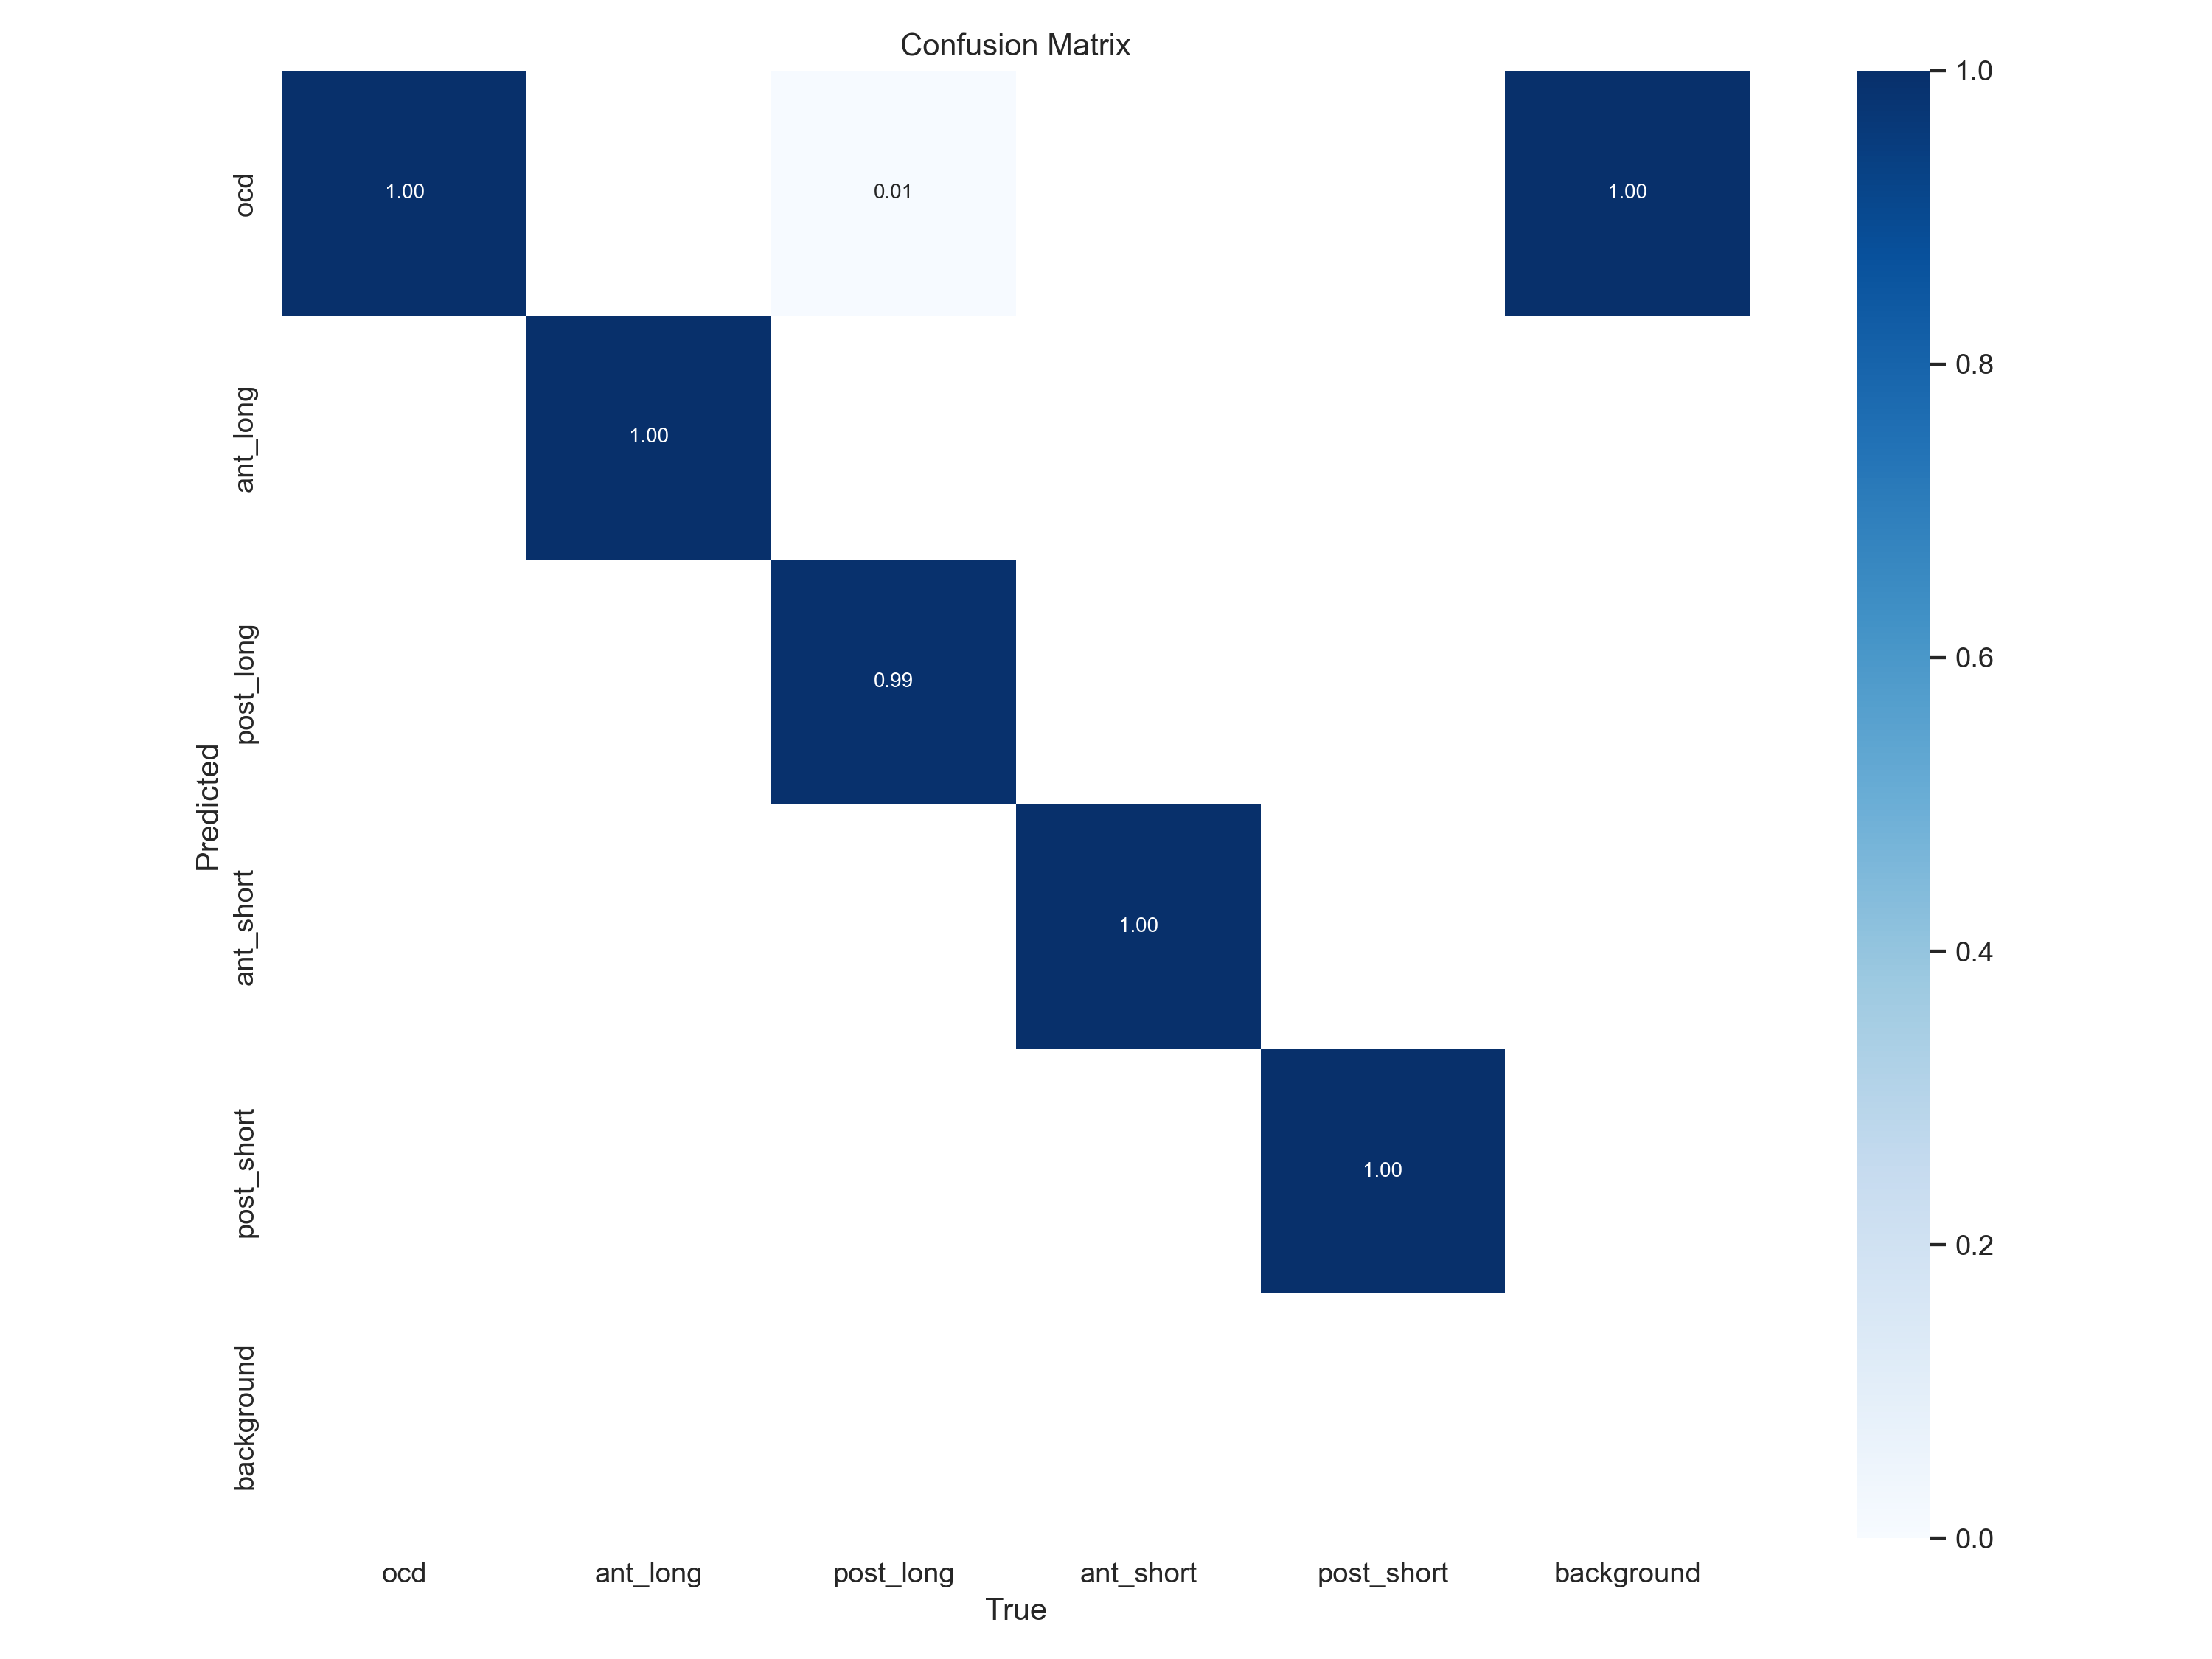 Confusion Matrix
ocd
ant_long
post_long
ant_short
post_short
background
Predicted
1.00
0.01
1.00
1.00
0.99
1.00
1.00
ocd ant_long post_long ant_short post_short background
True
1.0
0.8
0.6
0.4
0.2
0.0